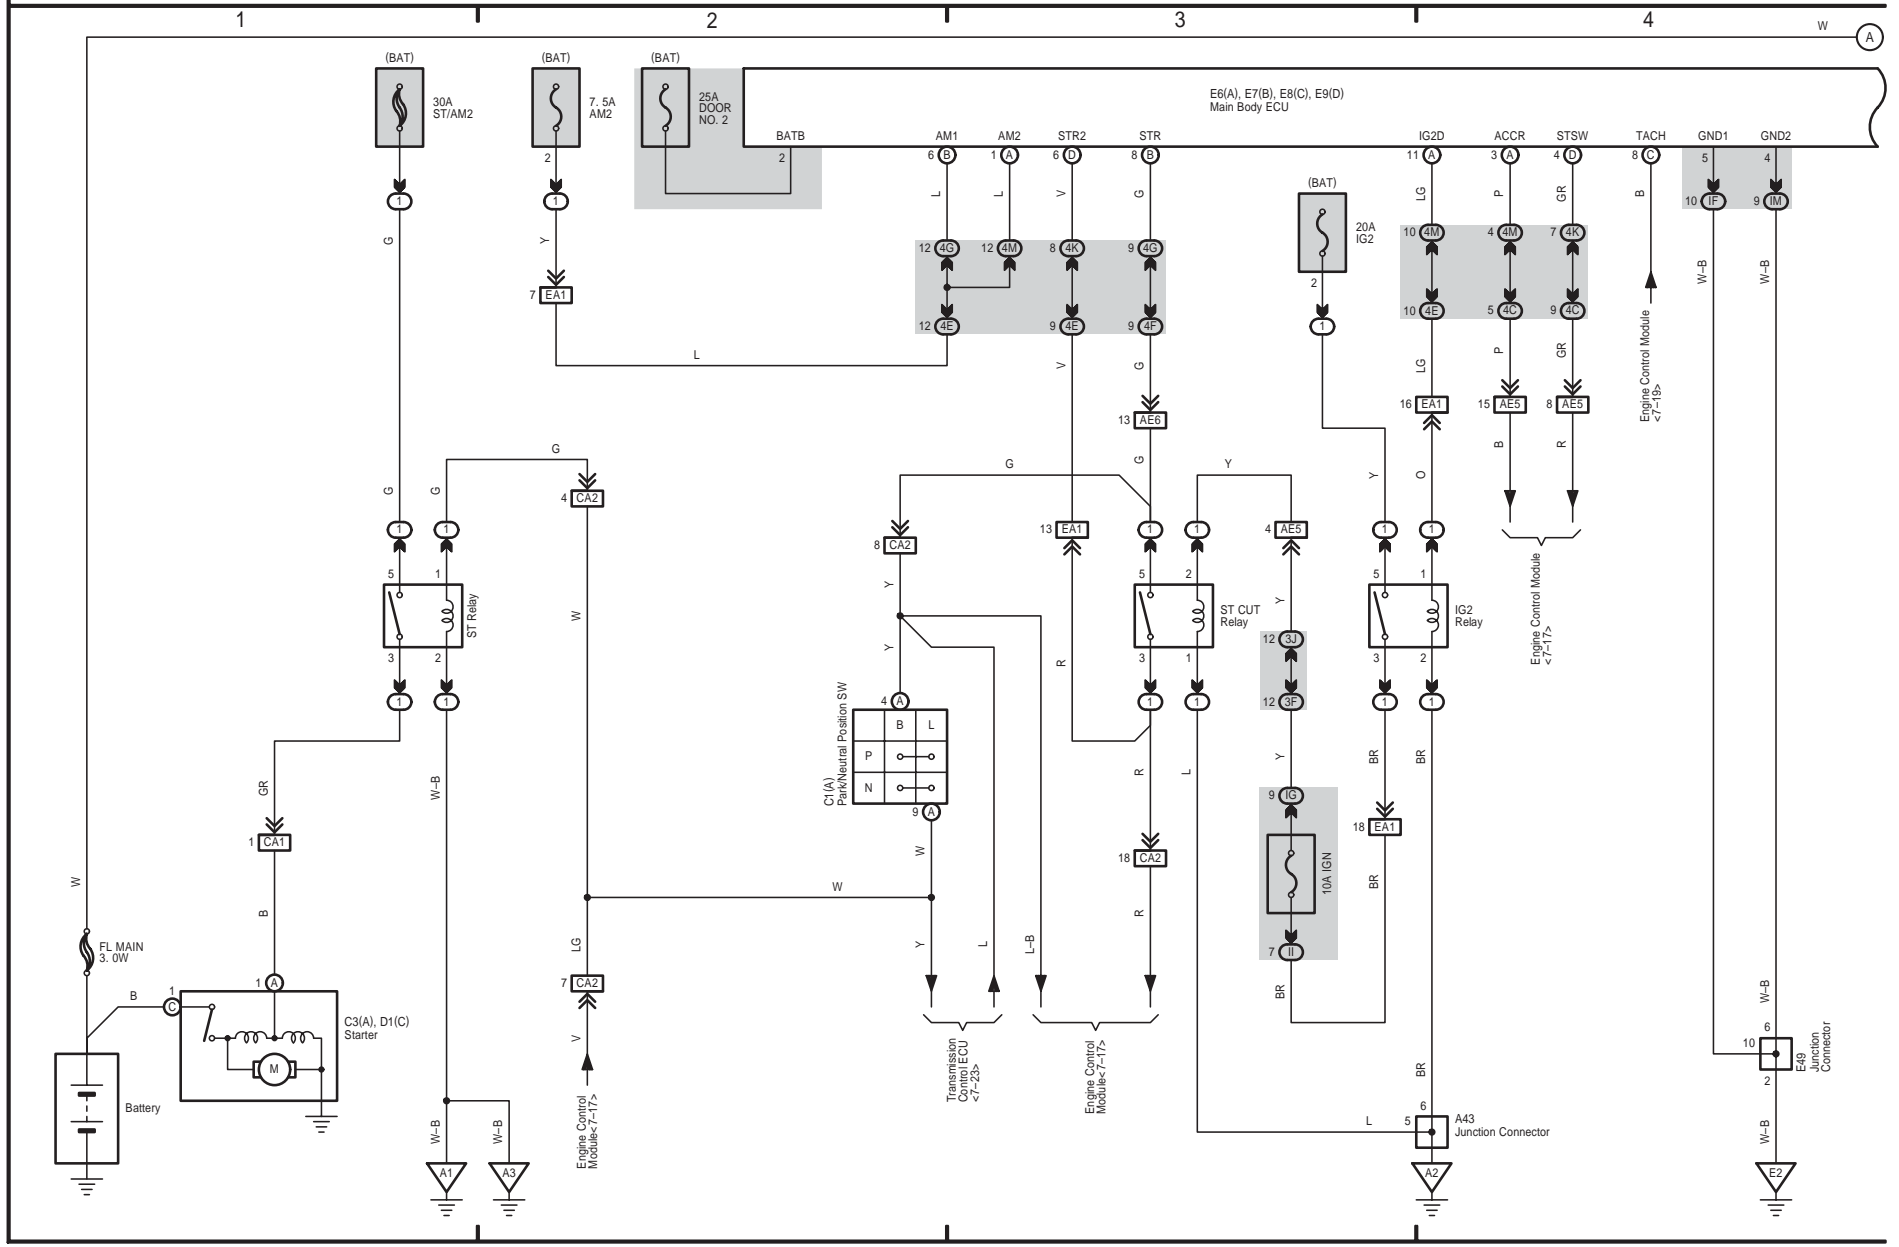 1 2 3 4
W A
(BAT) (BAT) (BAT)
30A
ST/AM2
7. 5A
AM2
25A
DOOR
NO. 2
E6(A), E7(B), E8(C), E9(D)
Main Body ECU
BATB AM1 AM2 STR2 STR IG2D ACCR STSW TACH GND1 GND2
2 2 6 B 1 A 6 D 8 B 11 A 3 A 4 D 8 C 5 4
(BAT)
1 1 L L V G LG P GR B 10 IF 9 IM
20A
IG2
G Y 12 4G 12 4M 8 4K 9 4G 10 4M 4 4M 7 4K
W–B W–B
2
7 EA1
12 4E 9 4E 9 4F 1 10 4E 5 4C 9 4C
L V G LG P GR
Engine Control Module
<7–19>
13 AE6 16 EA1 15 AE5 8 AE5
G G G Y Y O B R
G G 4 CA2
1 1 8 CA2 13 EA1 1 1 4 AE5 1 1
5 1 5 2 5 1
ST Relay
W Y
ST CUT
Relay
Y
IG2
Relay
Engine Control Module
<7–17>
3 2 Y R 3 1 12 3J 3 2
1 1 4 A 1 1 12 3F 1 1
C1(A)
Park/Neutral Position SW
B L
P
N
GR W–B R L Y BR BR
9 A 9 IG
1 CA1 W 18 CA2 18 EA1
10A IGN
W B W R BR
FL MAIN
3. 0W
LG Y L L–B 7 II
1 A 7 CA2 BR
B 1 C
C3(A), D1(C)
Starter
M
V
W–B 6
10
E49
Junction
Connector
2
Transmission
Control ECU
<7–23>
Engine Control
Module<7–17>
Battery
Engine Control
Module<7–17>
BR
6
L 5
A43
Junction Connector
W–B W–B W–B
A1 A3 A2 E2